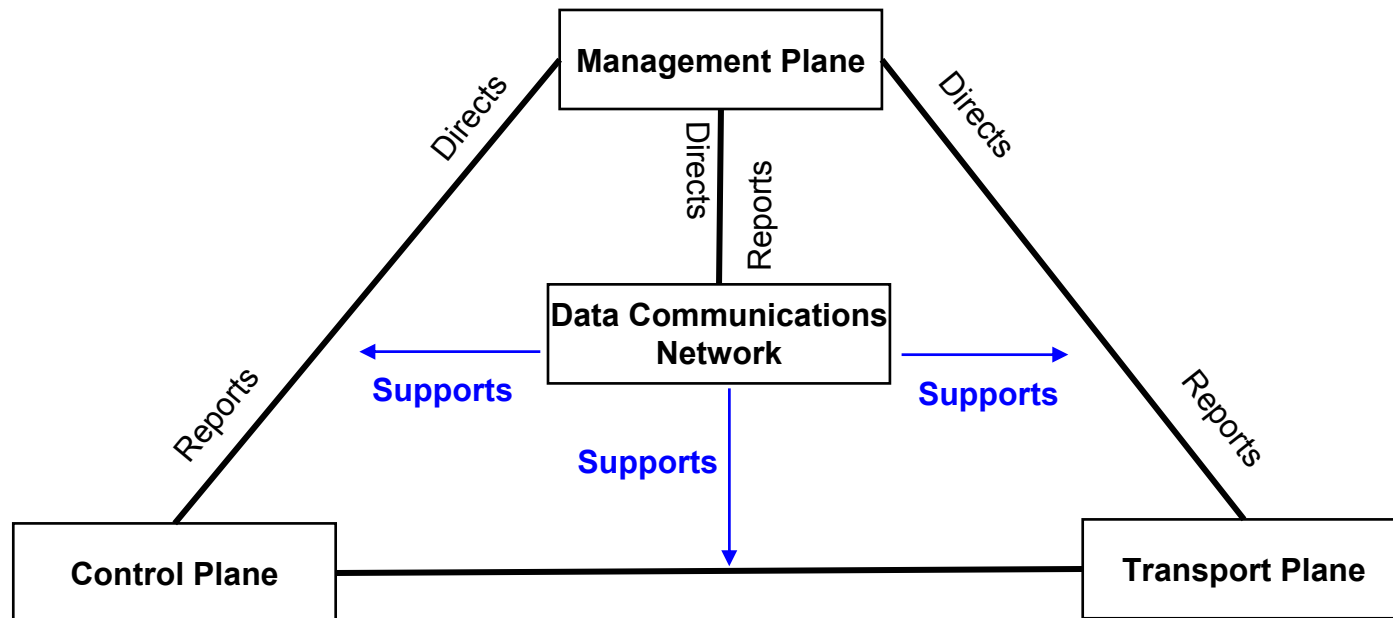 Management Plane
Directs
Directs
Directs
Reports
Data Communications
Network
Supports
Supports
Reports
Reports
Supports
Control Plane
Transport Plane